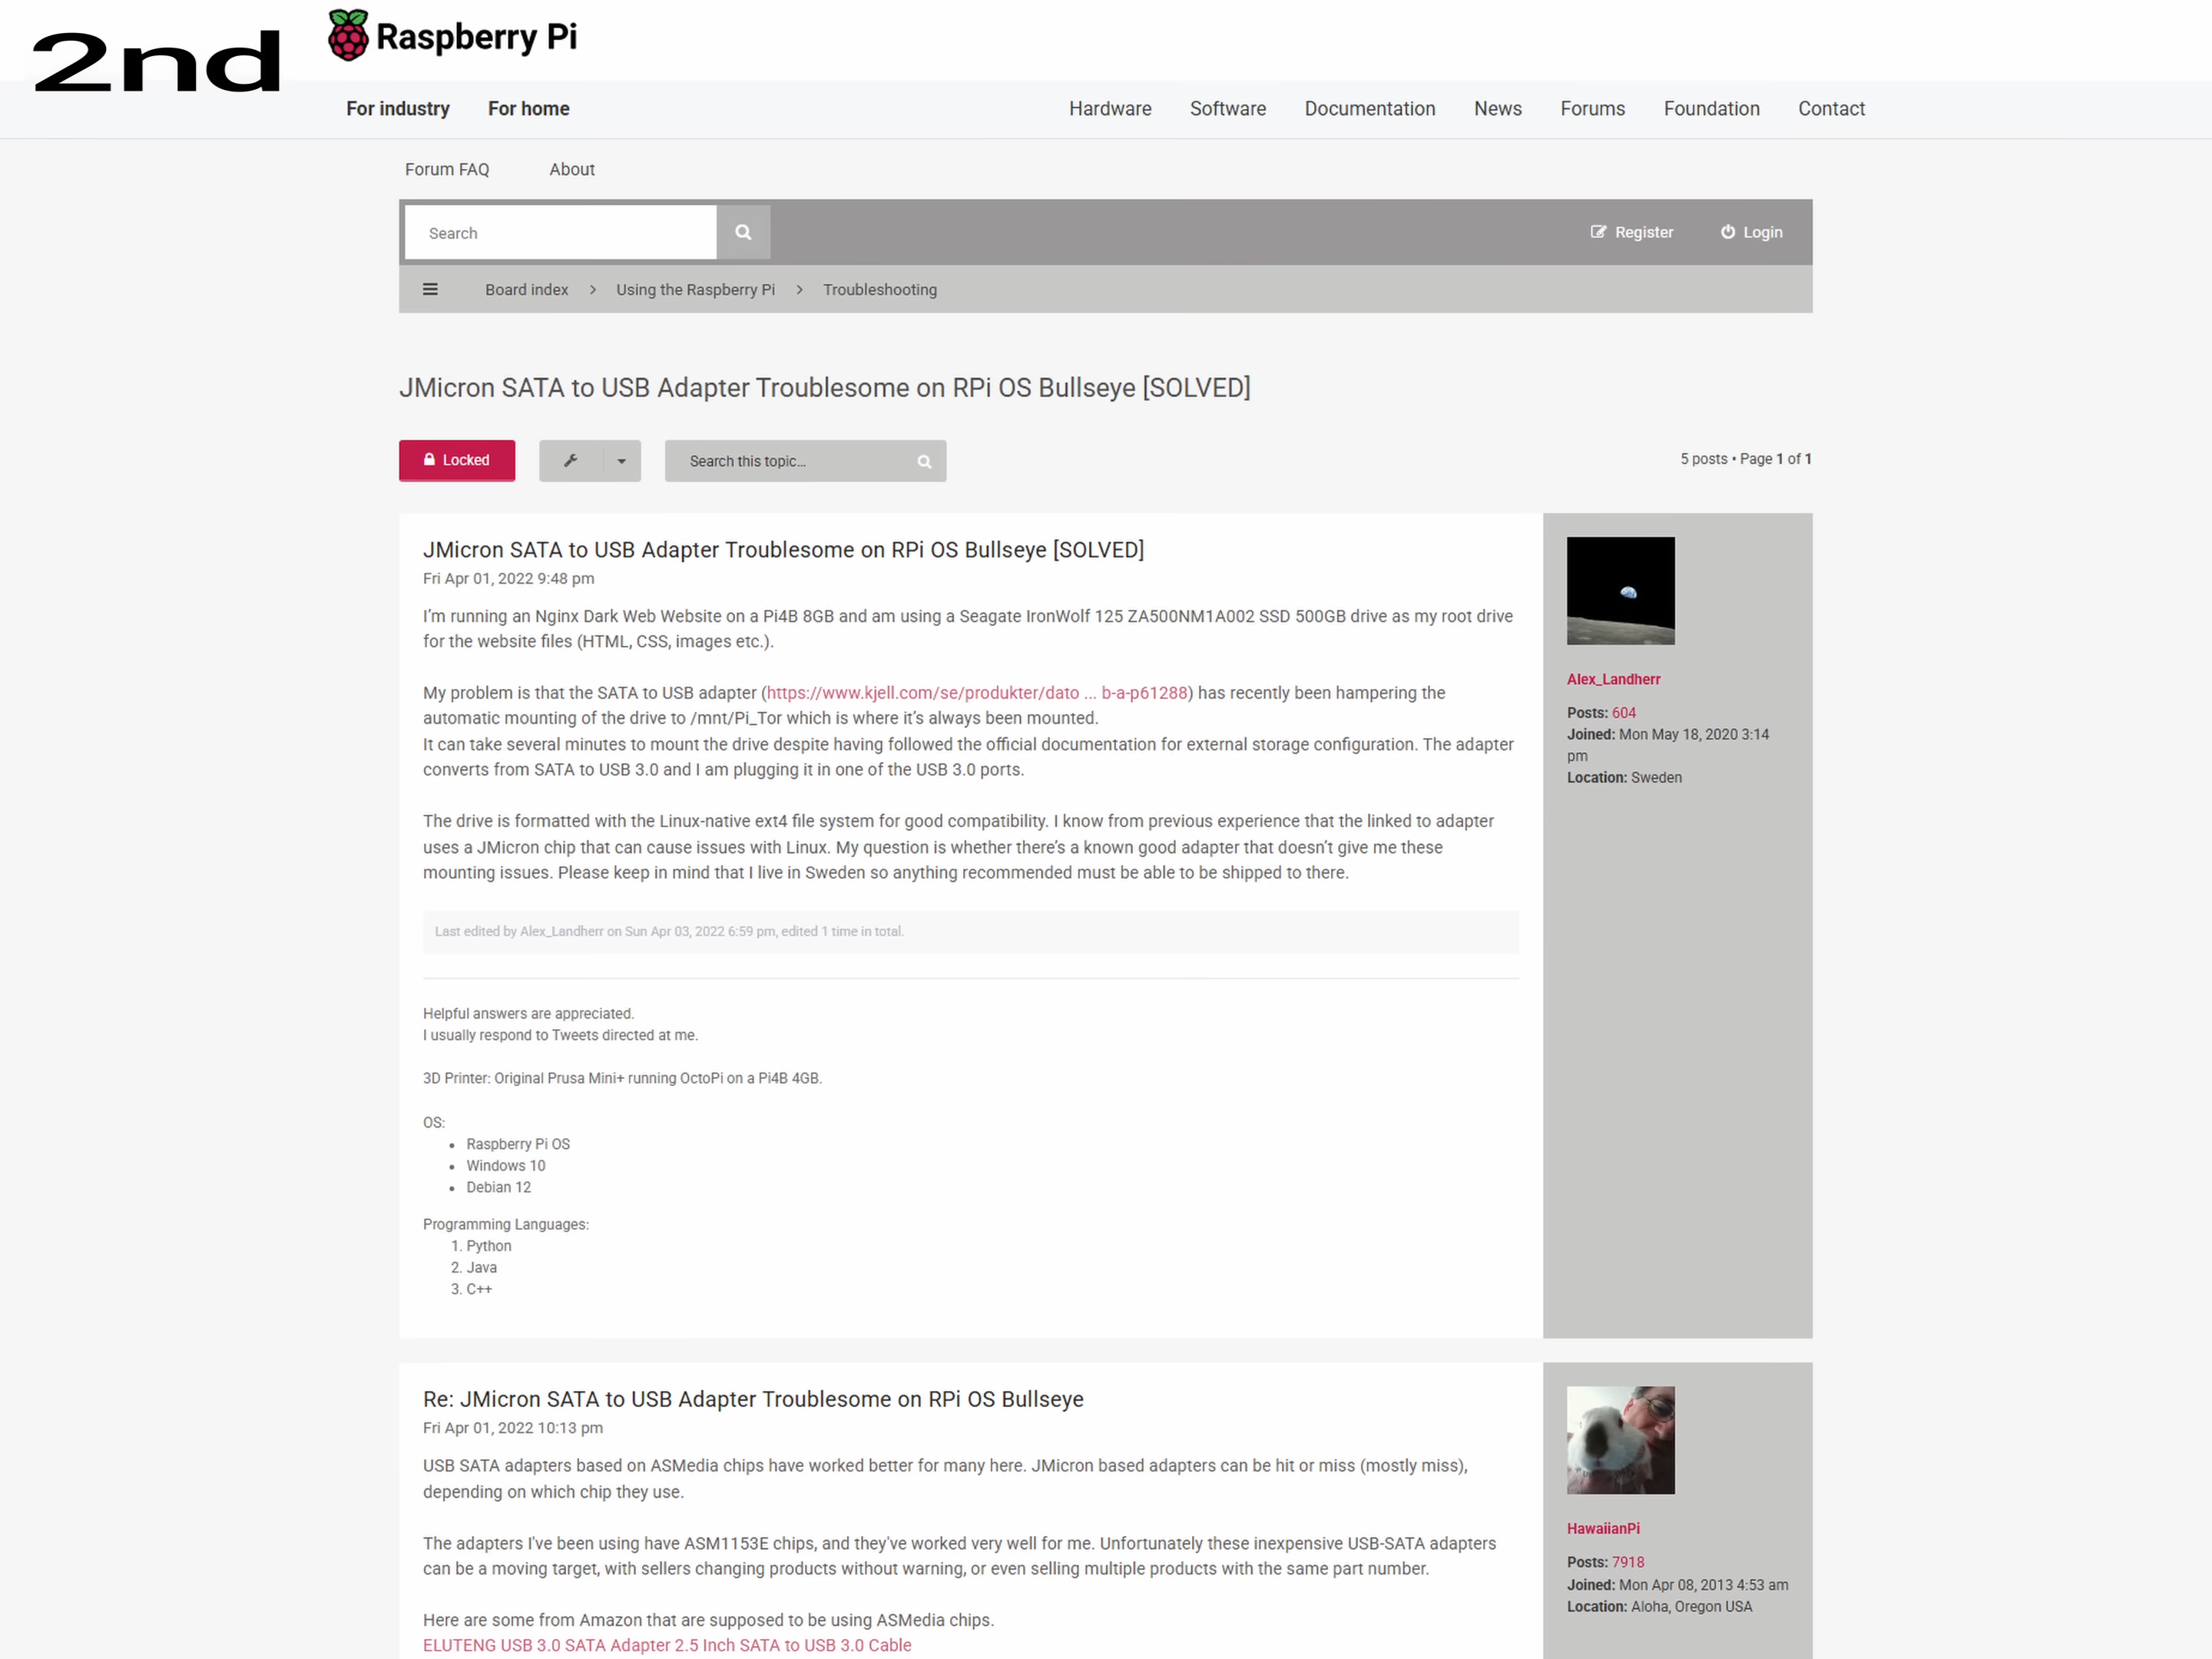 2nd
Raspberry Pi
For industry For home Hardware Software Documentation News Forums Foundation Contact
Forum FAQ About
Search Register Login
Board index > Using the Raspberry Pi > Troubleshooting
JMicron SATA to USB Adapter Troublesome on RPi OS Bullseye [SOLVED]
Locked Search this topic... 5 posts • Page 1 of 1
JMicron SATA to USB Adapter Troublesome on RPi OS Bullseye [SOLVED]
Fri Apr 01, 2022 9:48 pm
I'm running an Nginx Dark Web Website on a Pi4B 8GB and am using a Seagate IronWolf 125 ZA500NM1A002 SSD 500GB drive as my root drive
for the website files (HTML, CSS, images etc.).
My problem is that the SATA to USB adapter (https://www.kjell.com/se/produkter/dato ... b-a-p61288) has recently been hampering the
automatic mounting of the drive to /mnt/Pi_Tor which is where it's always been mounted.
It can take several minutes to mount the drive despite having followed the official documentation for external storage configuration. The adapter
converts from SATA to USB 3.0 and I am plugging it in one of the USB 3.0 ports.
The drive is formatted with the Linux-native ext4 file system for good compatibility. I know from previous experience that the linked to adapter
uses a JMicron chip that can cause issues with Linux. My question is whether there's a known good adapter that doesn't give me these
mounting issues. Please keep in mind that I live in Sweden so anything recommended must be able to be shipped to there.
Last edited by Alex_Landherr on Sun Apr 03, 2022 6:59 pm, edited 1 time in total.
Helpful answers are appreciated.
I usually respond to Tweets directed at me.
3D Printer: Original Prusa Mini+ running OctoPi on a Pi4B 4GB.
OS:
• Raspberry Pi OS
• Windows 10
• Debian 12
Programming Languages:
1. Python
2. Java
3. C++
Alex_Landherr
Posts: 604
Joined: Mon May 18, 2020 3:14
pm
Location: Sweden
Re: JMicron SATA to USB Adapter Troublesome on RPi OS Bullseye
Fri Apr 01, 2022 10:13 pm
USB SATA adapters based on ASMedia chips have worked better for many here. JMicron based adapters can be hit or miss (mostly miss),
depending on which chip they use.
The adapters I've been using have ASM1153E chips, and they've worked very well for me. Unfortunately these inexpensive USB-SATA adapters
can be a moving target, with sellers changing products without warning, or even selling multiple products with the same part number.
Here are some from Amazon that are supposed to be using ASMedia chips.
ELUTENG USB 3.0 SATA Adapter 2.5 Inch SATA to USB 3.0 Cable
HawaiianPi
Posts: 7918
Joined: Mon Apr 08, 2013 4:53 am
Location: Aloha, Oregon USA